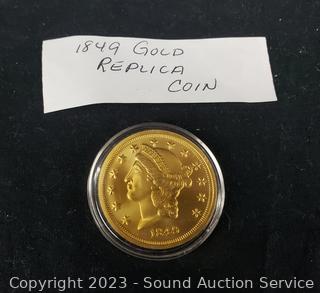 1849 GOLD
REPLICA
COIN
1849
Copyright 2023 - Sound Auction Service